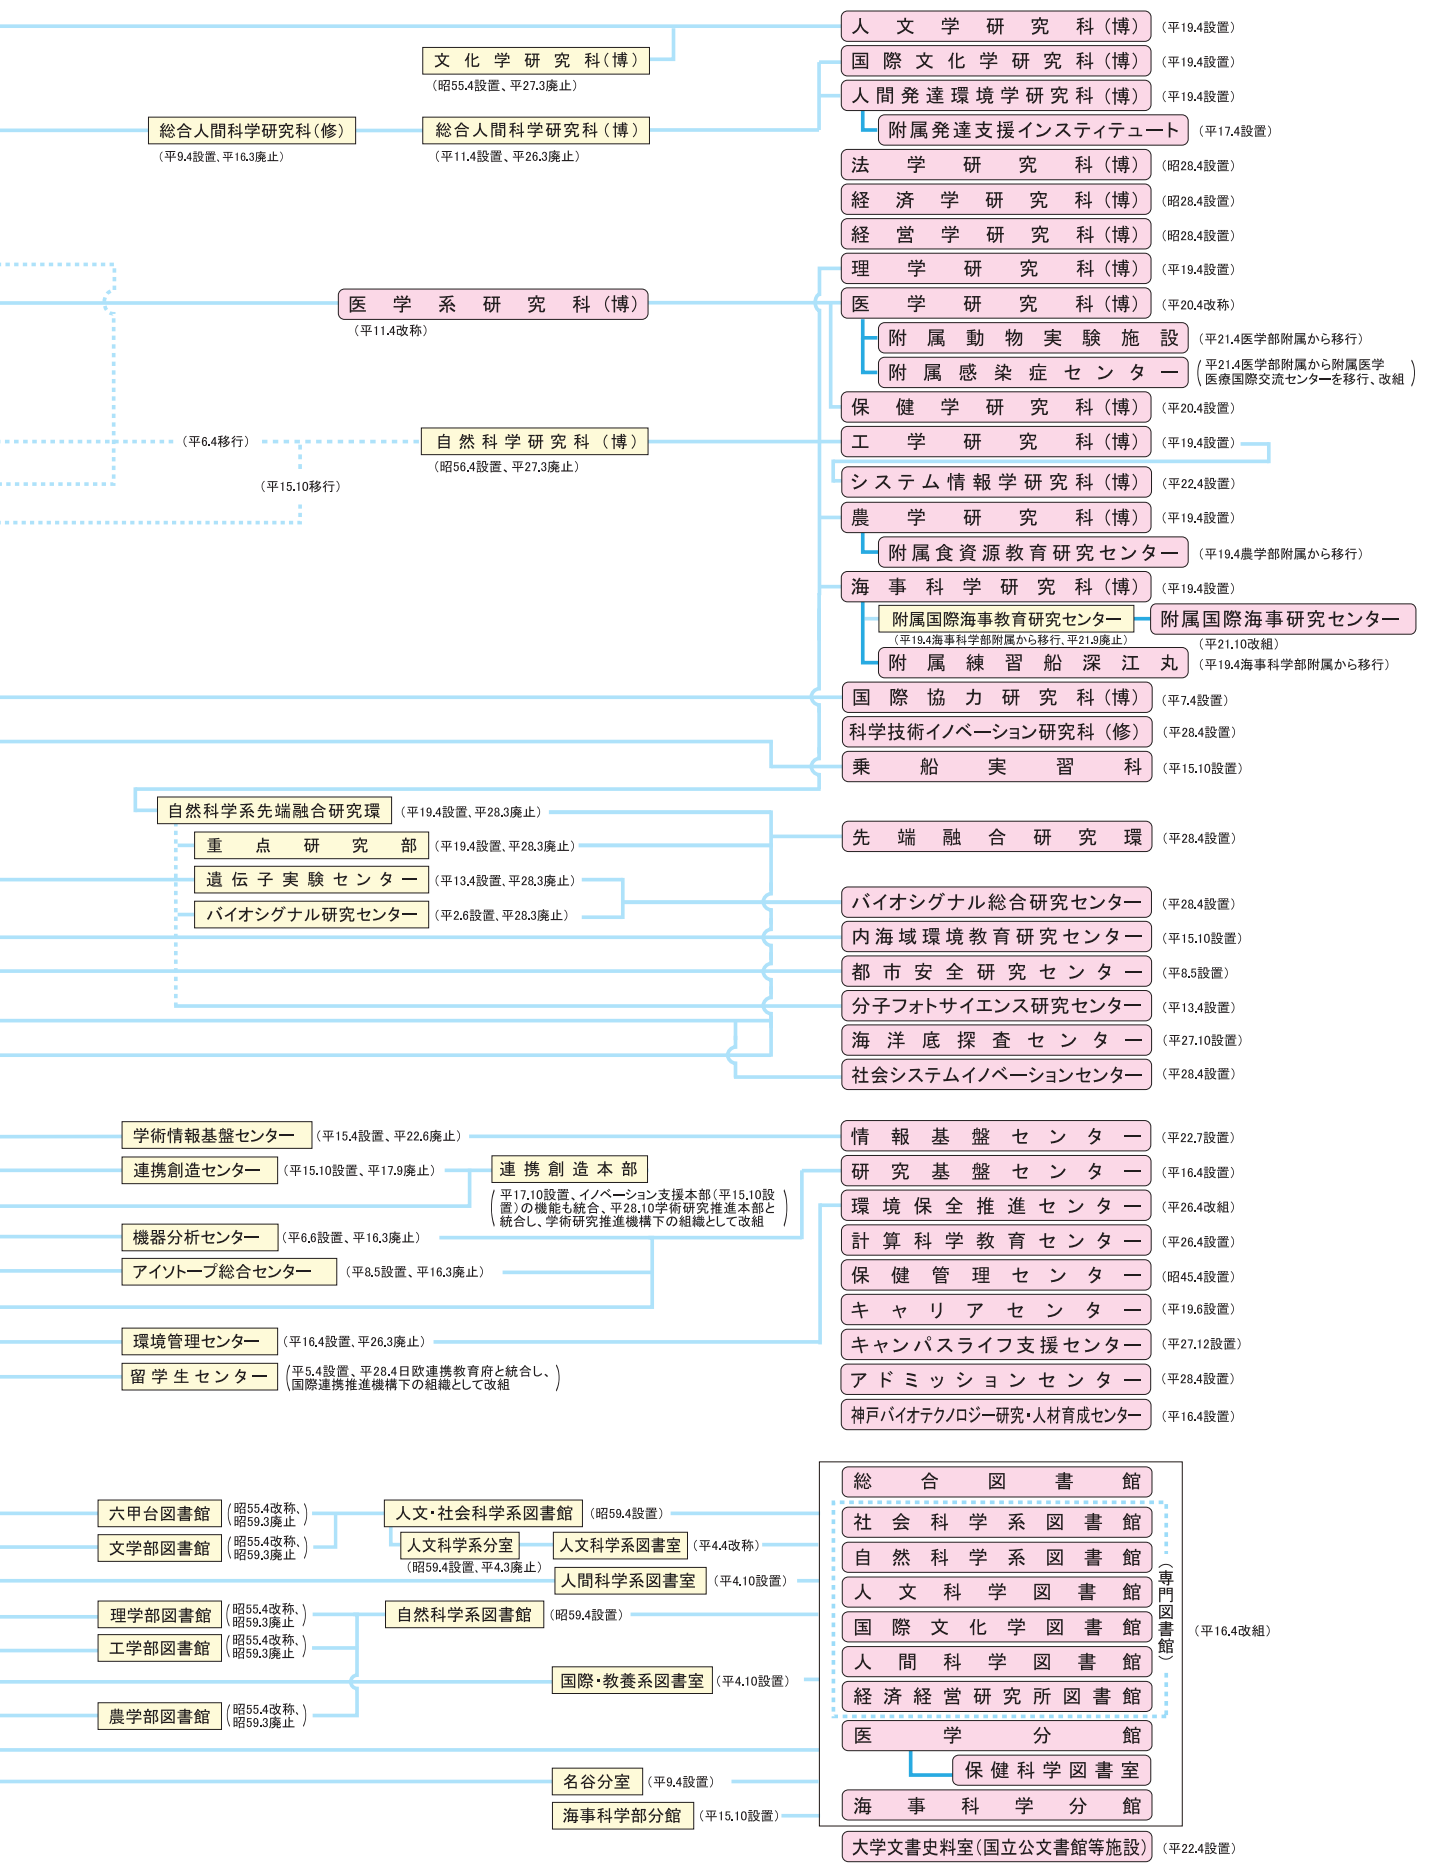 人文学研究科(博) (平19.4設置)
文化学研究科(博)
(昭55.4設置、平27.3廃止)
国際文化学研究科(博) (平19.4設置)
人間発達環境学研究科(博) (平19.4設置)
総合人間科学研究科(修)
(平9.4設置、平16.3廃止)
総合人間科学研究科(博)
(平11.4設置、平26.3廃止)
附属発達支援インスティテュート (平17.4設置)
法学研究科(博) (昭28.4設置)
経済学研究科(博) (昭28.4設置)
経営学研究科(博) (昭28.4設置)
理学研究科(博) (平19.4設置)
医学系研究科(博)
(平11.4改称)
医学研究科(博) (平20.4改称)
附属動物実験施設 (平21.4医学部附属から移行)
附属感染症センター
(平21.4医学部附属から附属医学
医療国際交流センターを移行、改組)
保健学研究科(博) (平20.4設置)
(平6.4移行)
自然科学研究科(博)
(昭56.4設置、平27.3廃止)
工学研究科(博) (平19.4設置)
(平15.10移行)
システム情報学研究科(博) (平22.4設置)
農学研究科(博) (平19.4設置)
附属食資源教育研究センター (平19.4農学部附属から移行)
海事科学研究科(博) (平19.4設置)
附属国際海事教育研究センター
(平19.4海事科学部附属から移行、平21.9廃止)
附属国際海事研究センター
(平21.10改組)
附属練習船深江丸 (平19.4海事科学部附属から移行)
国際協力研究科(博) (平7.4設置)
科学技術イノベーション研究科(修) (平28.4設置)
乗船実習科 (平15.10設置)
自然科学系先端融合研究環 (平19.4設置、平28.3廃止)
重点研究部 (平19.4設置、平28.3廃止)
先端融合研究環 (平28.4設置)
遺伝子実験センター (平13.4設置、平28.3廃止)
バイオシグナル研究センター (平2.6設置、平28.3廃止)
バイオシグナル総合研究センター (平28.4設置)
内海域環境教育研究センター (平15.10設置)
都市安全研究センター (平8.5設置)
分子フォトサイエンス研究センター (平13.4設置)
海洋底探査センター (平27.10設置)
社会システムイノベーションセンター (平28.4設置)
学術情報基盤センター (平15.4設置、平22.6廃止)
情報基盤センター (平22.7設置)
連携創造センター (平15.10設置、平17.9廃止)
連携創造本部
(平17.10設置、イノベーション支援本部(平15.10設
置)の機能も統合、平28.10学術研究推進本部と
統合し、学術研究推進機構下の組織として改組)
研究基盤センター (平16.4設置)
環境保全推進センター (平26.4改組)
機器分析センター (平6.6設置、平16.3廃止)
計算科学教育センター (平26.4設置)
アイソトープ総合センター (平8.5設置、平16.3廃止)
保健管理センター (昭45.4設置)
キャリアセンター (平19.6設置)
環境管理センター (平16.4設置、平26.3廃止)
キャンパスライフ支援センター (平27.12設置)
留学生センター
(平5.4設置、平28.4日欧連携教育府と統合し、
国際連携推進機構下の組織として改組)
アドミッションセンター (平28.4設置)
神戸バイオテクノロジー研究・人材育成センター (平16.4設置)
総合図書館
六甲台図書館
(昭55.4改称、
昭59.3廃止)
人文・社会科学系図書館 (昭59.4設置)
社会科学系図書館
文学部図書館
(昭55.4改称、
昭59.3廃止)
人文科学系分室
(昭59.4設置、平4.3廃止)
人文科学系図書室 (平4.4改称)
自然科学系図書館
人間科学系図書室 (平4.10設置)
人文科学図書館
(専門図書館)
理学部図書館
(昭55.4改称、
昭59.3廃止)
自然科学系図書館 (昭59.4設置)
国際文化学図書館
(平16.4改組)
工学部図書館
(昭55.4改称、
昭59.3廃止)
人間科学図書館
国際・教養系図書室 (平4.10設置)
経済経営研究所図書館
農学部図書館
(昭55.4改称、
昭59.3廃止)
医学分館
保健科学図書室
名谷分室 (平9.4設置)
海事科学分館
海事科学部分館 (平15.10設置)
大学文書史料室(国立公文書館等施設) (平22.4設置)